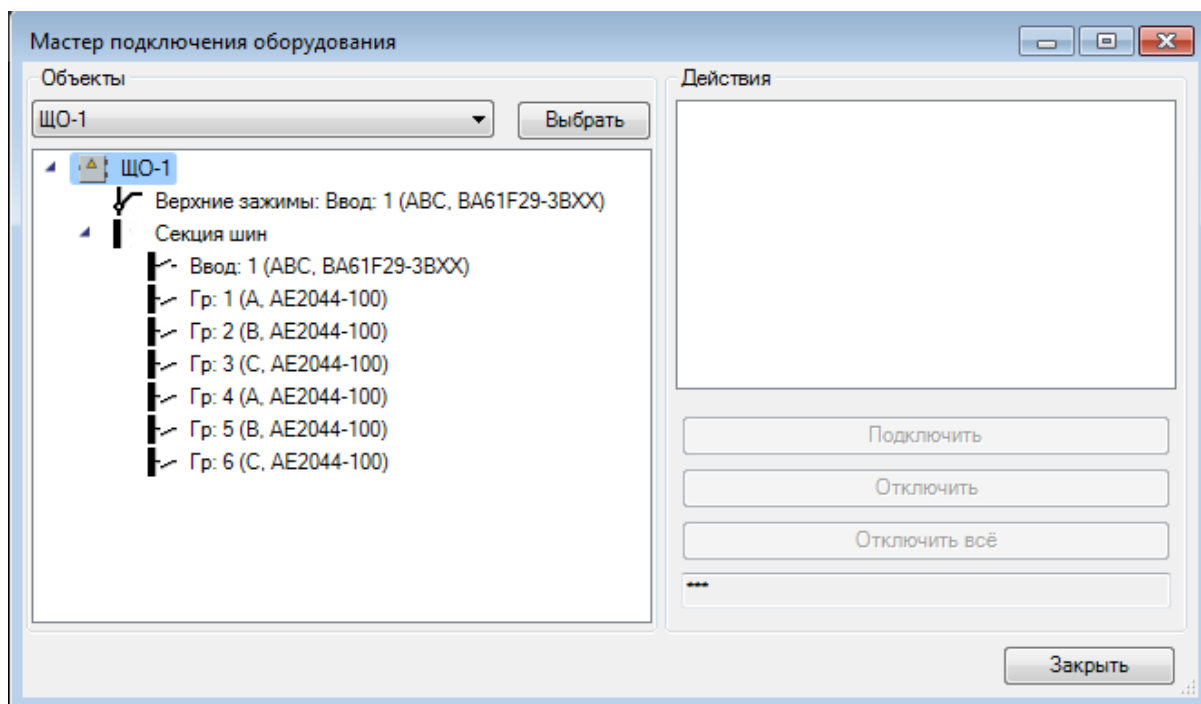 Мастер подключения оборудования
Объекты
ЩО-1
Выбрать
ЩО-1
Верхние зажимы: Ввод: 1 (ABC, BA61F29-3BXX)
Секция шин
Ввод: 1 (ABC, BA61F29-3BXX)
Гр: 1 (A, AE2044-100)
Гр: 2 (B, AE2044-100)
Гр: 3 (C, AE2044-100)
Гр: 4 (A, AE2044-100)
Гр: 5 (B, AE2044-100)
Гр: 6 (C, AE2044-100)
Действия
Подключить
Отключить
Отключить всё
***
Закрыть